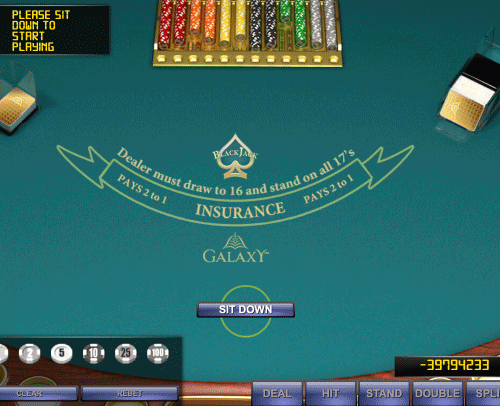 PLEASE SIT
DOWN TO
START
PLAYING
BLACKJACK
Dealer must draw to 16 and stand on all 17's
PAYS 2 to 1 INSURANCE PAYS 2 to 1
GALAXY
SIT DOWN
2 5 10 25 100
-39794233
CLEAR REBET DEAL HIT STAND DOUBLE SPLI